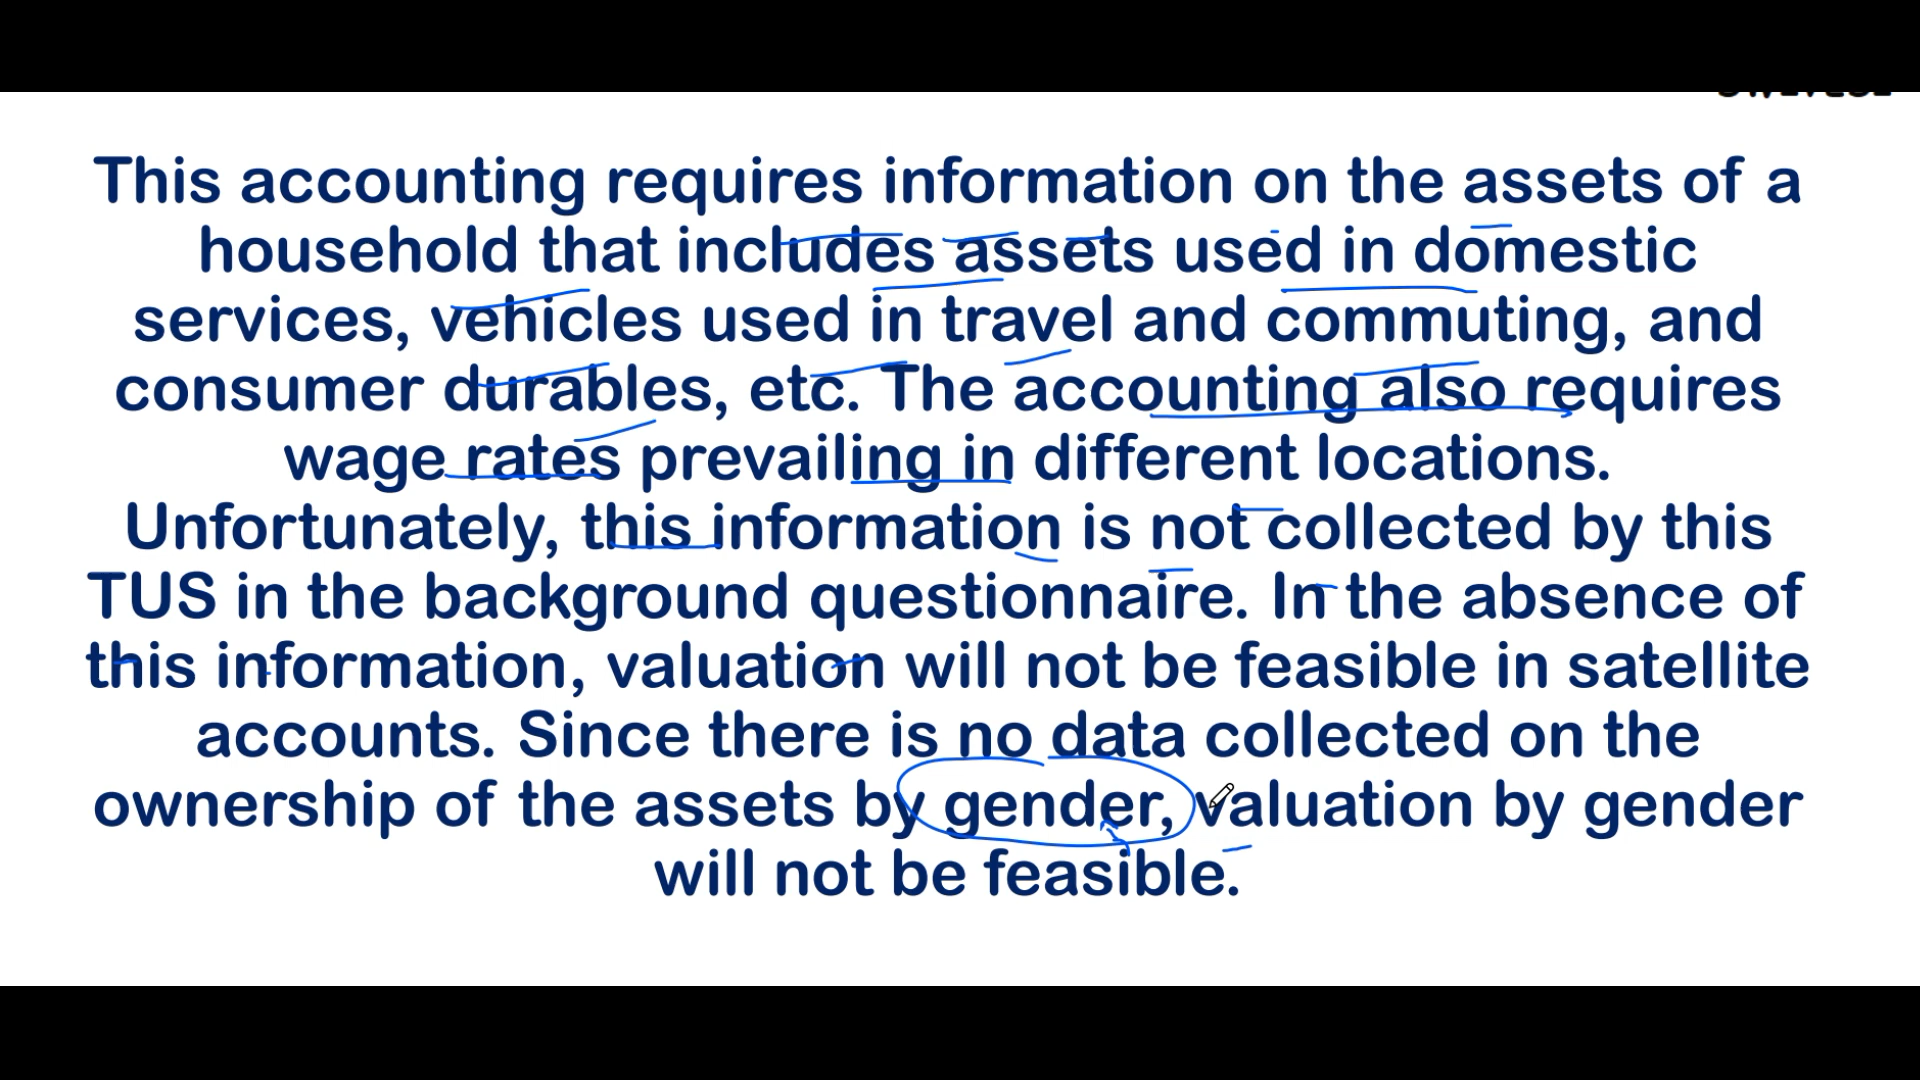 This accounting requires information on the assets of a
household that includes assets used in domestic
services, vehicles used in travel and commuting, and
consumer durables, etc. The accounting also requires
wage rates prevailing in different locations.
Unfortunately, this information is not collected by this
TUS in the background questionnaire. In the absence of
this information, valuation will not be feasible in satellite
accounts. Since there is no data collected on the
ownership of the assets by gender, valuation by gender
will not be feasible.